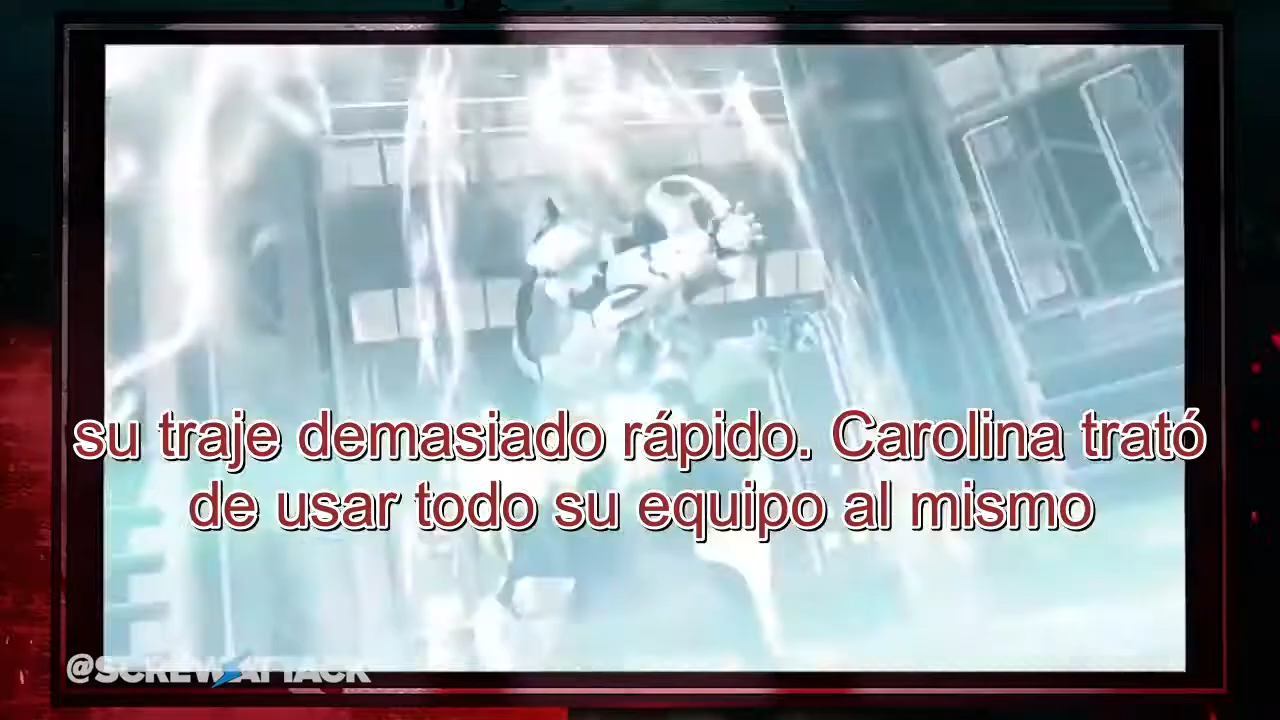 su traje demasiado rápido. Carolina trató
de usar todo su equipo al mismo
@SCREWATTACK